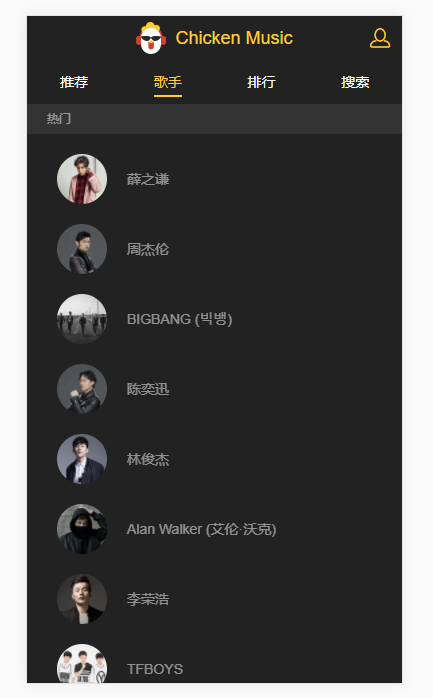 Chicken Music
推荐 歌手 排行 搜索
热门
薛之谦
周杰伦
BIGBANG (빅뱅)
陈奕迅
林俊杰
Alan Walker (艾伦·沃克)
李荣浩
TFBOYS